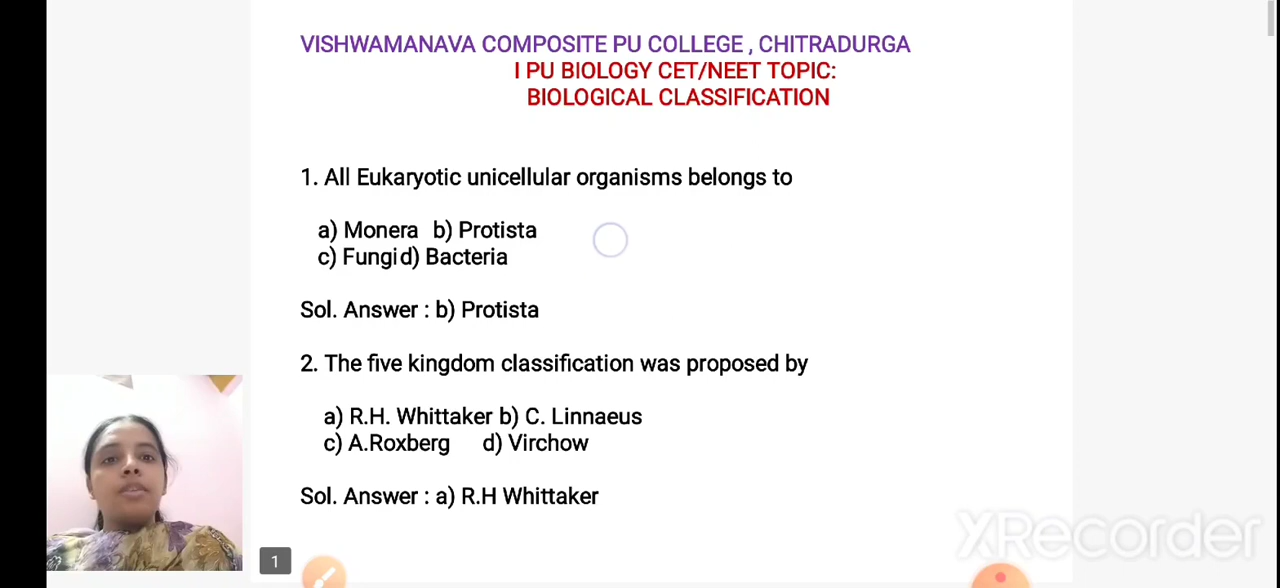 VISHWAMANAVA COMPOSITE PU COLLEGE , CHITRADURGA
I PU BIOLOGY CET/NEET TOPIC:
BIOLOGICAL CLASSIFICATION
1. All Eukaryotic unicellular organisms belongs to
a) Monera b) Protista
c) Fungi d) Bacteria
Sol. Answer : b) Protista
2. The five kingdom classification was proposed by
a) R.H. Whittaker b) C. Linnaeus
c) A.Roxberg d) Virchow
Sol. Answer : a) R.H Whittaker
1
XRecorder